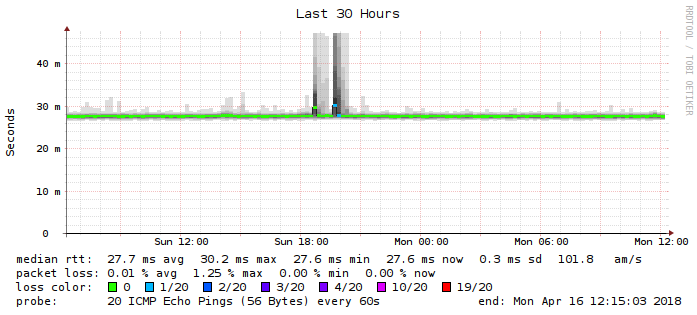 Last 30 Hours
RRDTOOL / TOBI OETIKER
Seconds
40 m
30 m
20 m
10 m
0
Sun 12:00 Sun 18:00 Mon 00:00 Mon 06:00 Mon 12:00
median rtt: 27.7 ms avg 30.2 ms max 27.6 ms min 27.6 ms now 0.3 ms sd 101.8 am/s
packet loss: 0.01 % avg 1.25 % max 0.00 % min 0.00 % now
loss color: 0 1/20 2/20 3/20 4/20 10/20 19/20
probe: 20 ICMP Echo Pings (56 Bytes) every 60s end: Mon Apr 16 12:15:03 2018